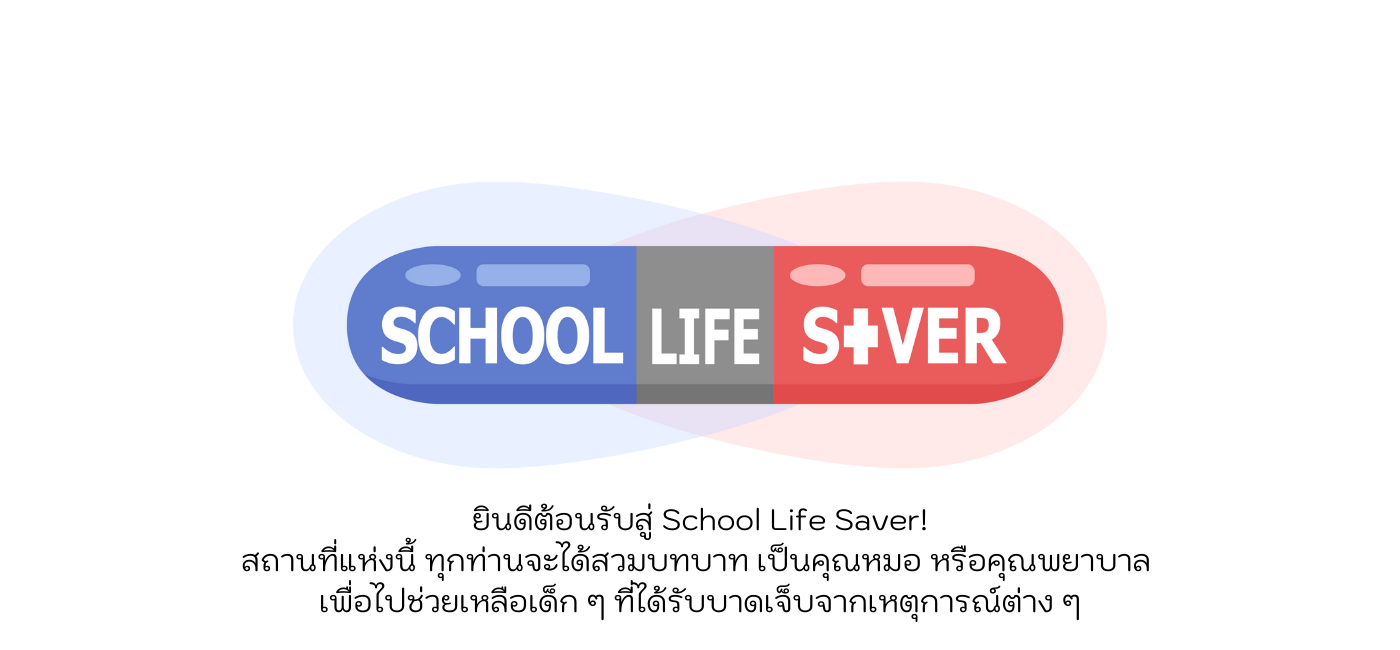 SCHOOL LIFE SAVER
ยินดีต้อนรับสู่ School Life Saver!
สถานที่แห่งนี้ ทุกท่านจะได้สวมบทบาท เป็นคุณหมอ หรือคุณพยาบาล
เพื่อไปช่วยเหลือเด็ก ๆ ที่ได้รับบาดเจ็บจากเหตุการณ์ต่าง ๆ